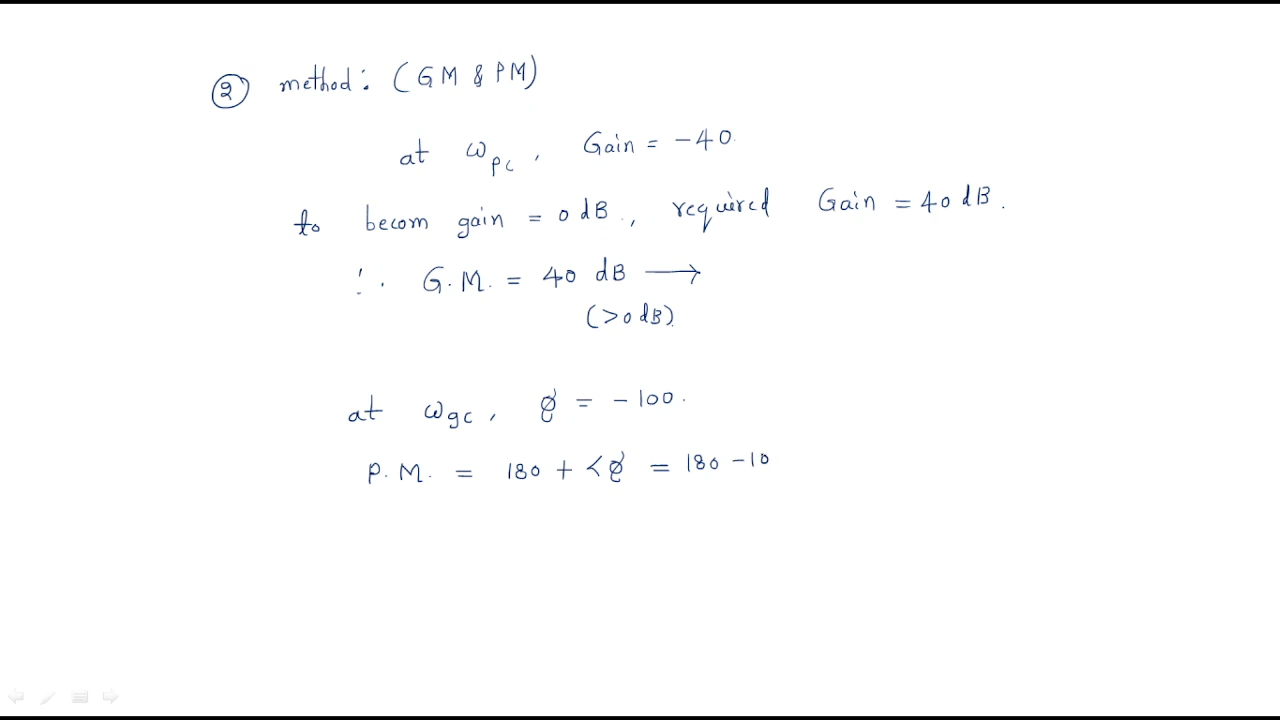 ② method: (GM & PM)
at ωpc, Gain = -40.
to becom gain = 0 dB., required Gain = 40 dB.
∴ G.M. = 40 dB ⟶
(>0 dB).
at ωgc, ϕ = -100.
P.M. = 180 + <ϕ = 180 -10